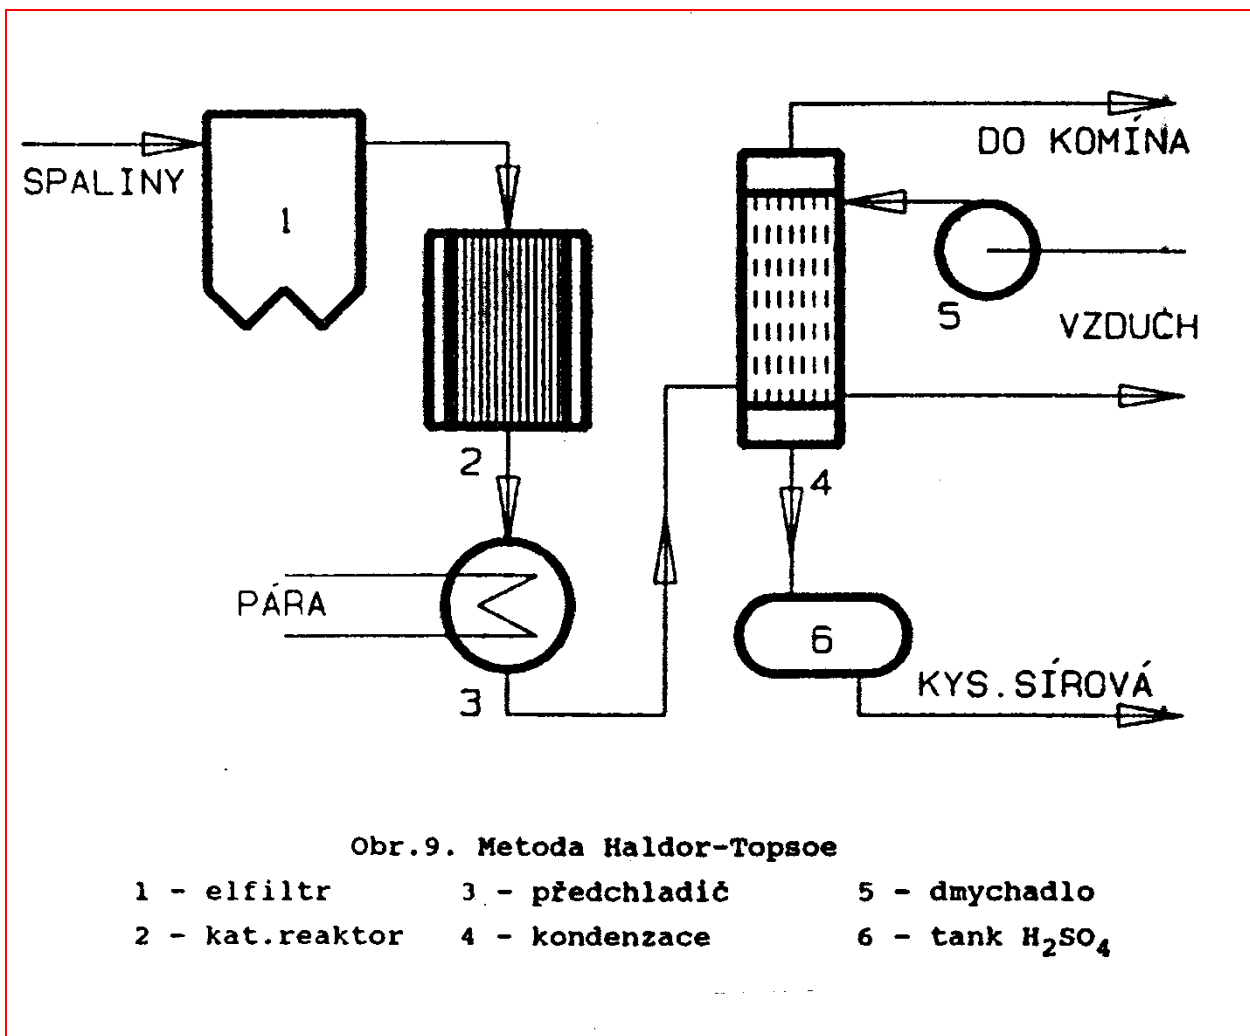 SPALINY
1
2
PÁRA
3
DO KOMÍNA
5
VZDUCH
4
6
KYS.SÍROVÁ
Obr.9. Metoda Haldor-Topsoe
1 - elfiltr 3 - předchladič 5 - dmychadlo
2 - kat.reaktor 4 - kondenzace 6 - tank H₂SO₄